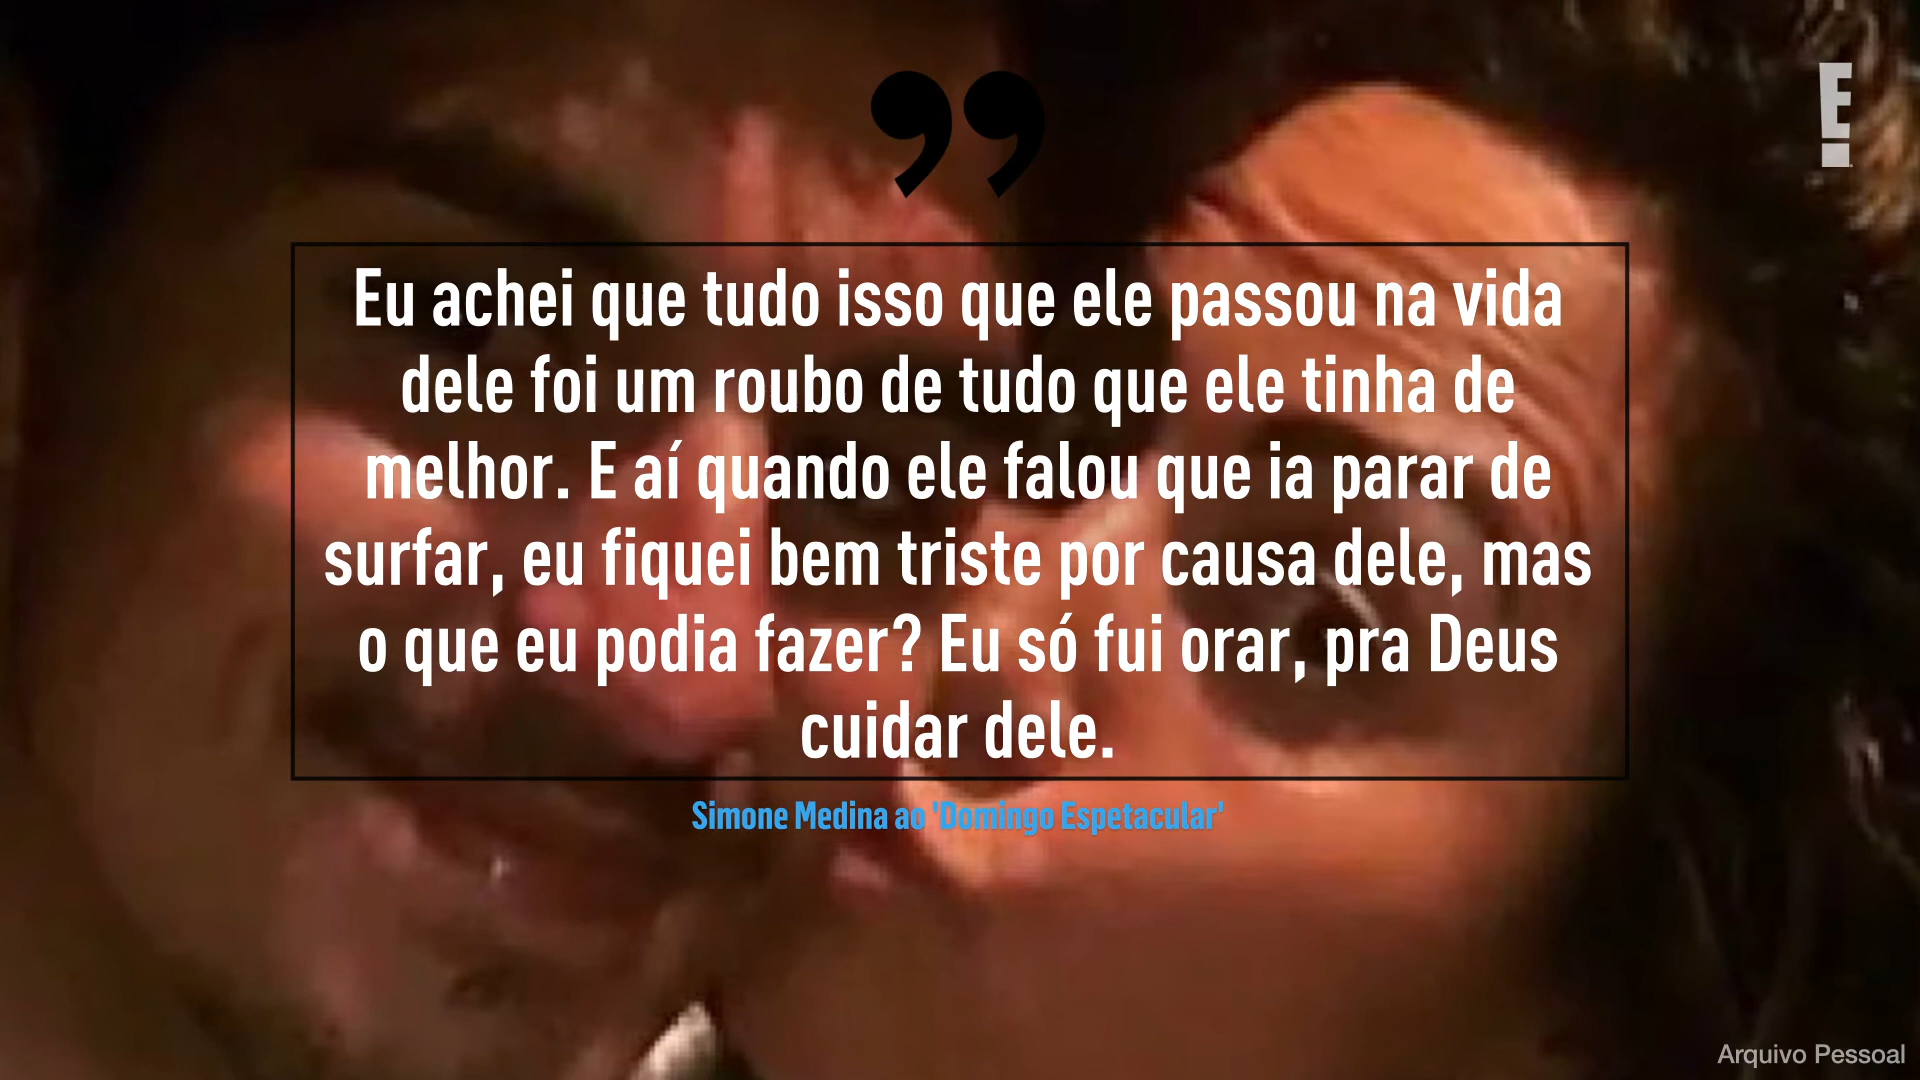 ”
E!
Eu achei que tudo isso que ele passou na vida
dele foi um roubo de tudo que ele tinha de
melhor. E aí quando ele falou que ia parar de
surfar, eu fiquei bem triste por causa dele, mas
o que eu podia fazer? Eu só fui orar, pra Deus
cuidar dele.
Simone Medina ao 'Domingo Espetacular'
Arquivo Pessoal